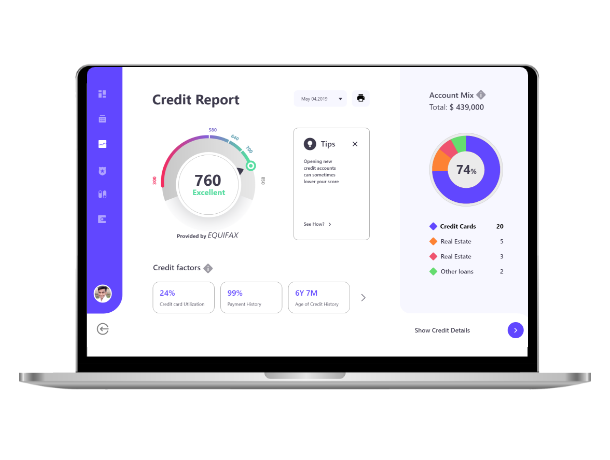 Credit Report
May 04,2019
560
640
700
300
850
760
Excellent
Provided by EQUIFAX
Tips
Opening new
credit accounts
can sometimes
lower your score
See How?
Credit factors
24%
Credit card Utilization
99%
Payment History
6Y 7M
Age of Credit History
Account Mix
Total: $ 439,000
74%
Credit Cards 20
Real Estate 5
Real Estate 3
Other loans 2
Show Credit Details